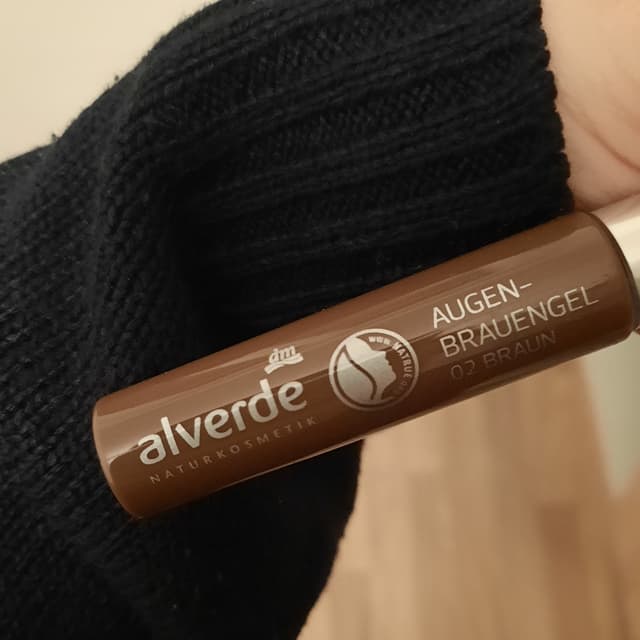 dm
alverde
NATURKOSMETIK
AUGEN-
BRAUENGEL
02 BRAUN